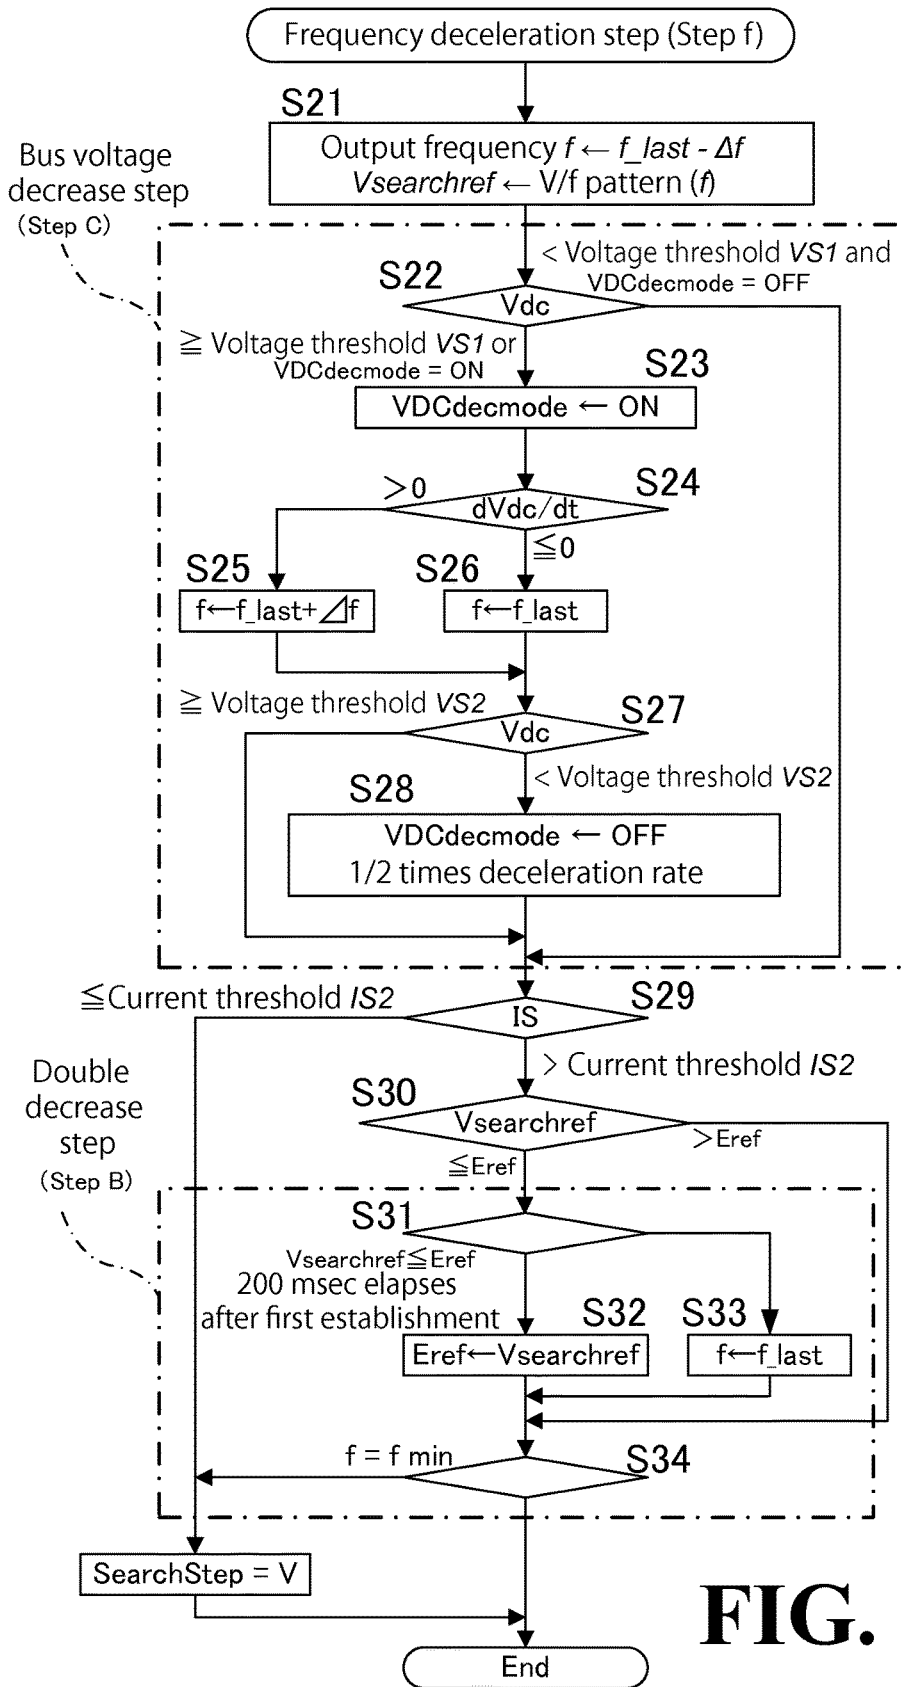 Frequency deceleration step (Step f)
S21
Output frequency f ← f_last - Δf
Vsearchref ← V/f pattern (f)
Bus voltage
decrease step
(Step C)
< Voltage threshold VS1 and
VDCdecmode = OFF
S22
Vdc
≧ Voltage threshold VS1 or
VDCdecmode = ON
S23
VDCdecmode ← ON
S24
>0
dVdc/dt
≦0
S25
f←f_last+⊿f
S26
f←f_last
≧ Voltage threshold VS2
S27
Vdc
< Voltage threshold VS2
S28
VDCdecmode ← OFF
1/2 times deceleration rate
≦Current threshold IS2
S29
IS
> Current threshold IS2
Double
decrease
step
(Step B)
S30
Vsearchref
>Eref
≦Eref
S31
Vsearchref≦Eref
200 msec elapses
after first establishment
S32
Eref←Vsearchref
S33
f←f_last
f = f min
S34
SearchStep = V
FIG.
End